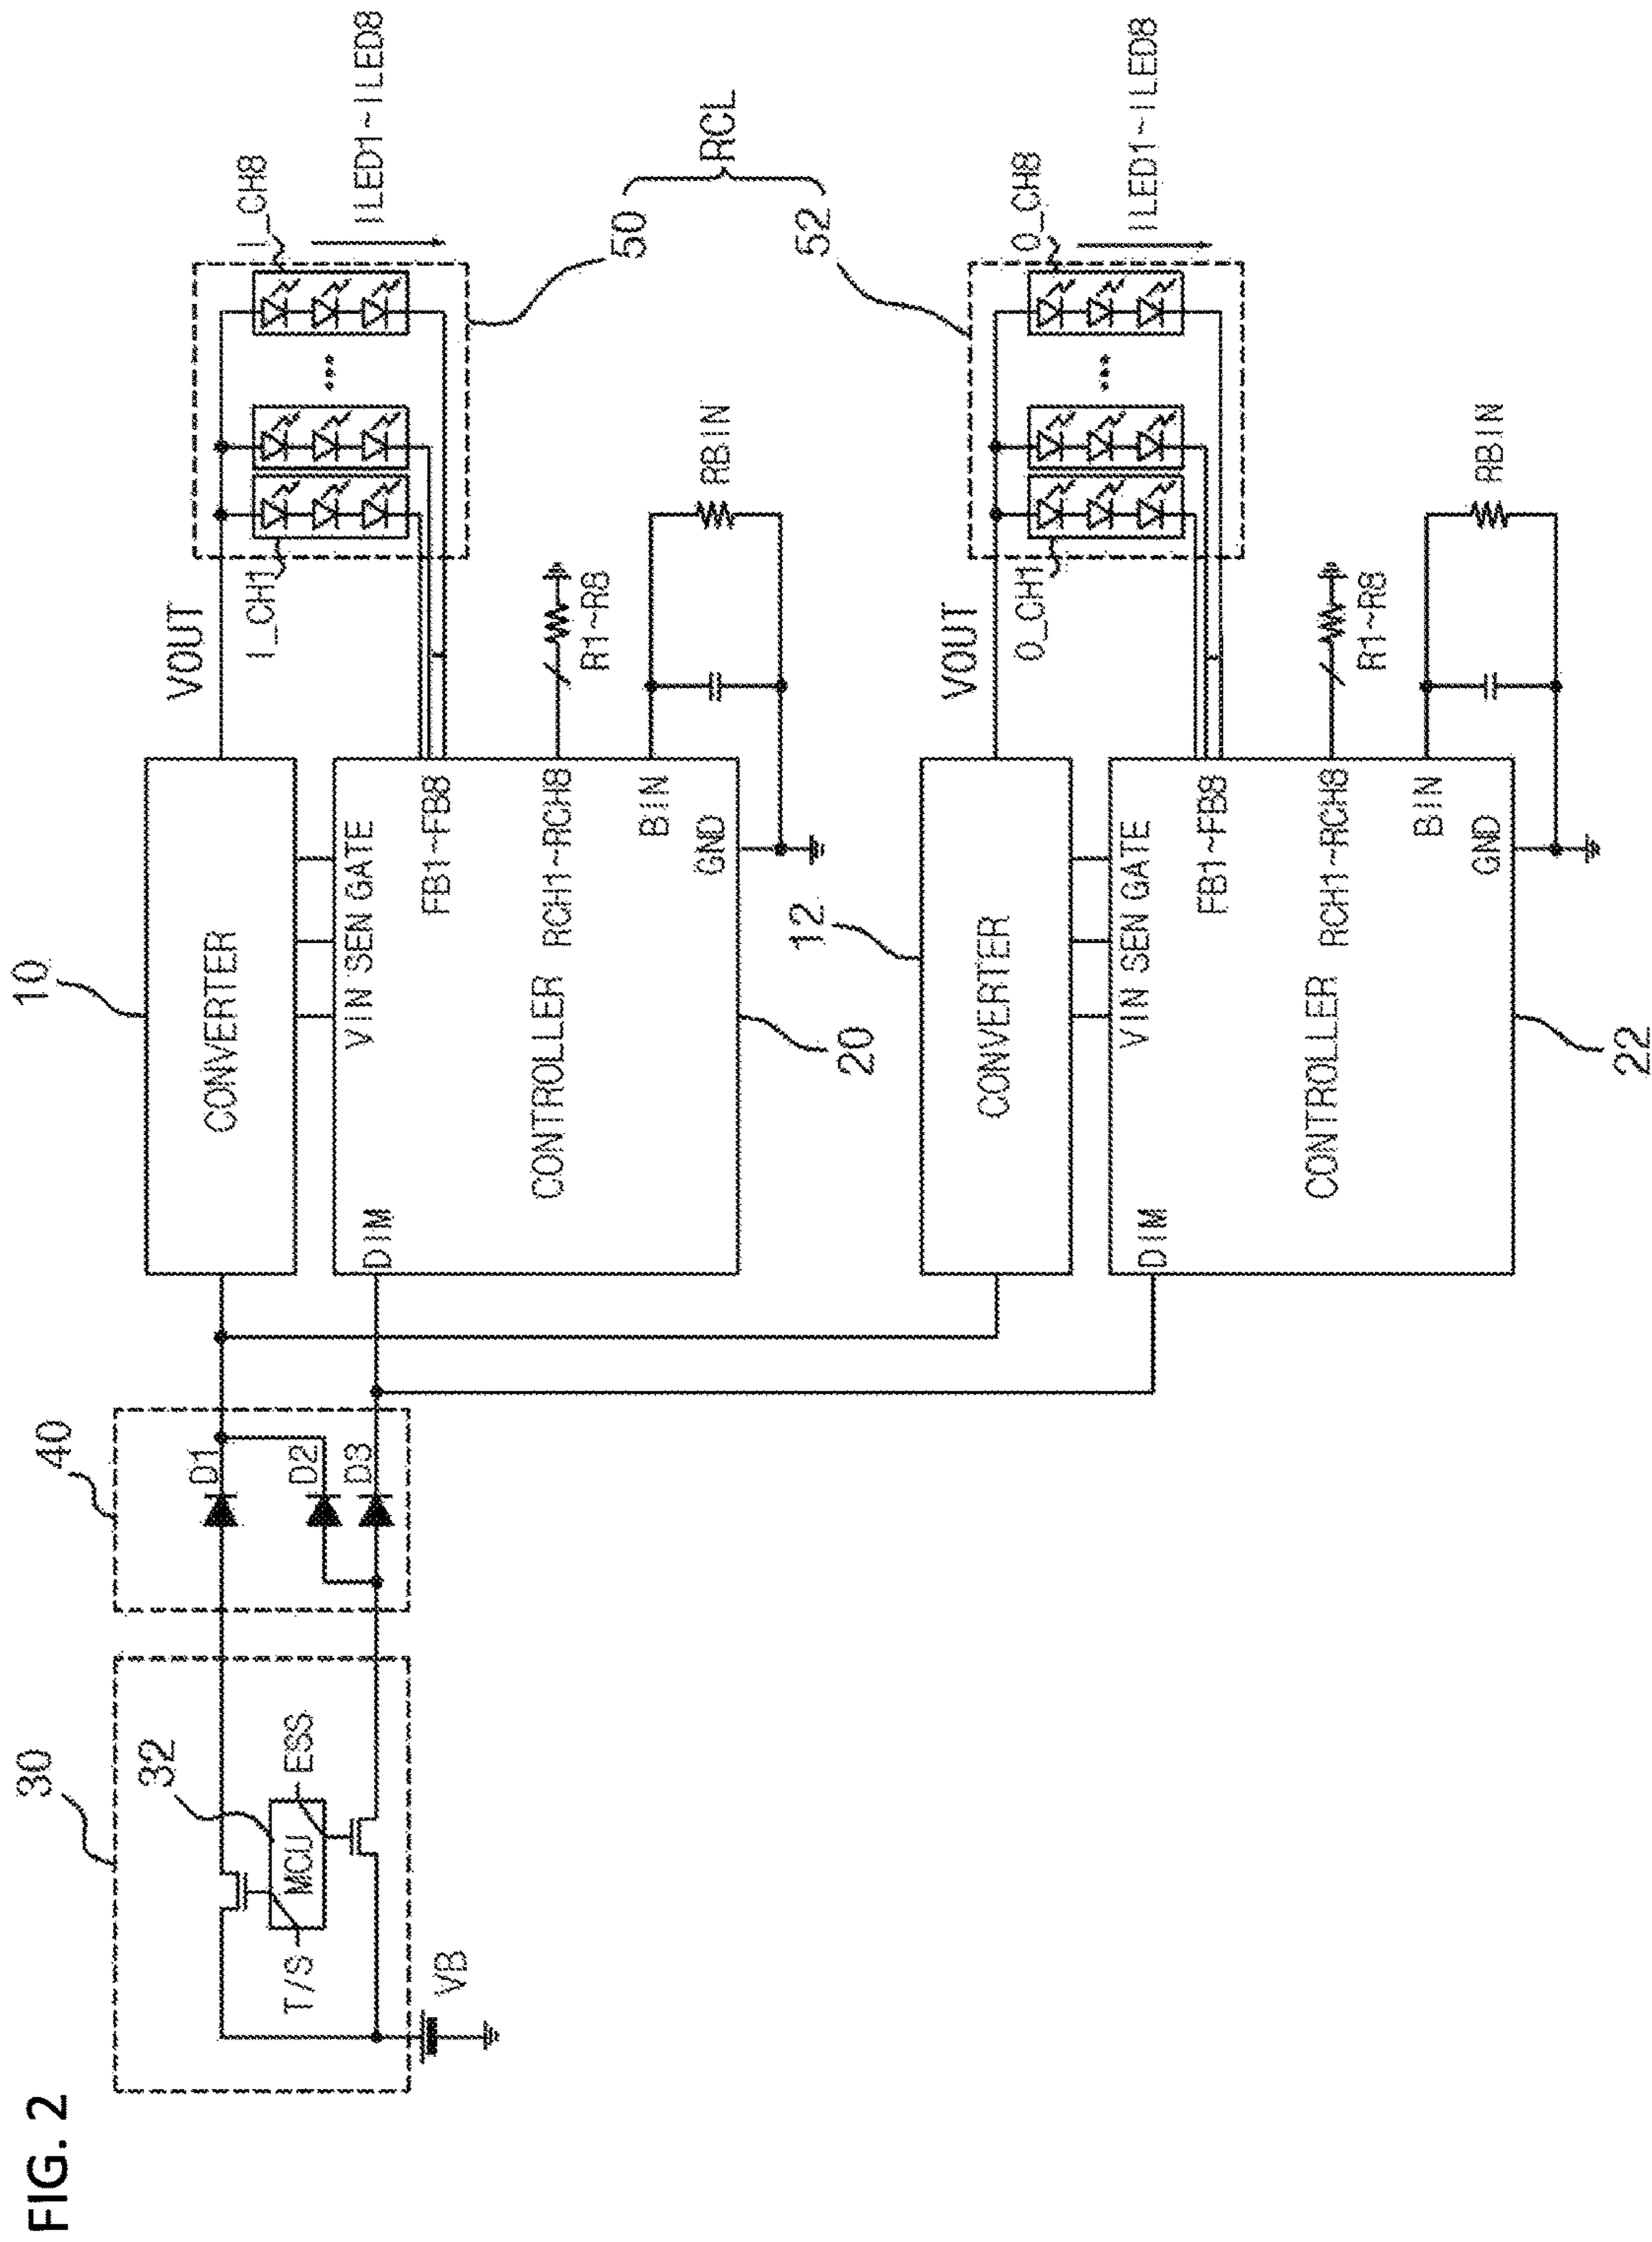 FIG. 2
30
32
T/S
MCU
ESS
VB
40
D1
D2
D3
10
CONVERTER
VOUT
I_CH1
I_CH8
ILED1~ILED8
50
VIN SEN GATE
DIM
FB1~FB8
CONTROLLER
RCH1~RCH8
R1~R8
BIN
RBIN
GND
20
RCL
12
CONVERTER
VOUT
O_CH1
O_CH8
ILED1~ILED8
52
VIN SEN GATE
DIM
FB1~FB8
CONTROLLER
RCH1~RCH8
R1~R8
BIN
RBIN
GND
22